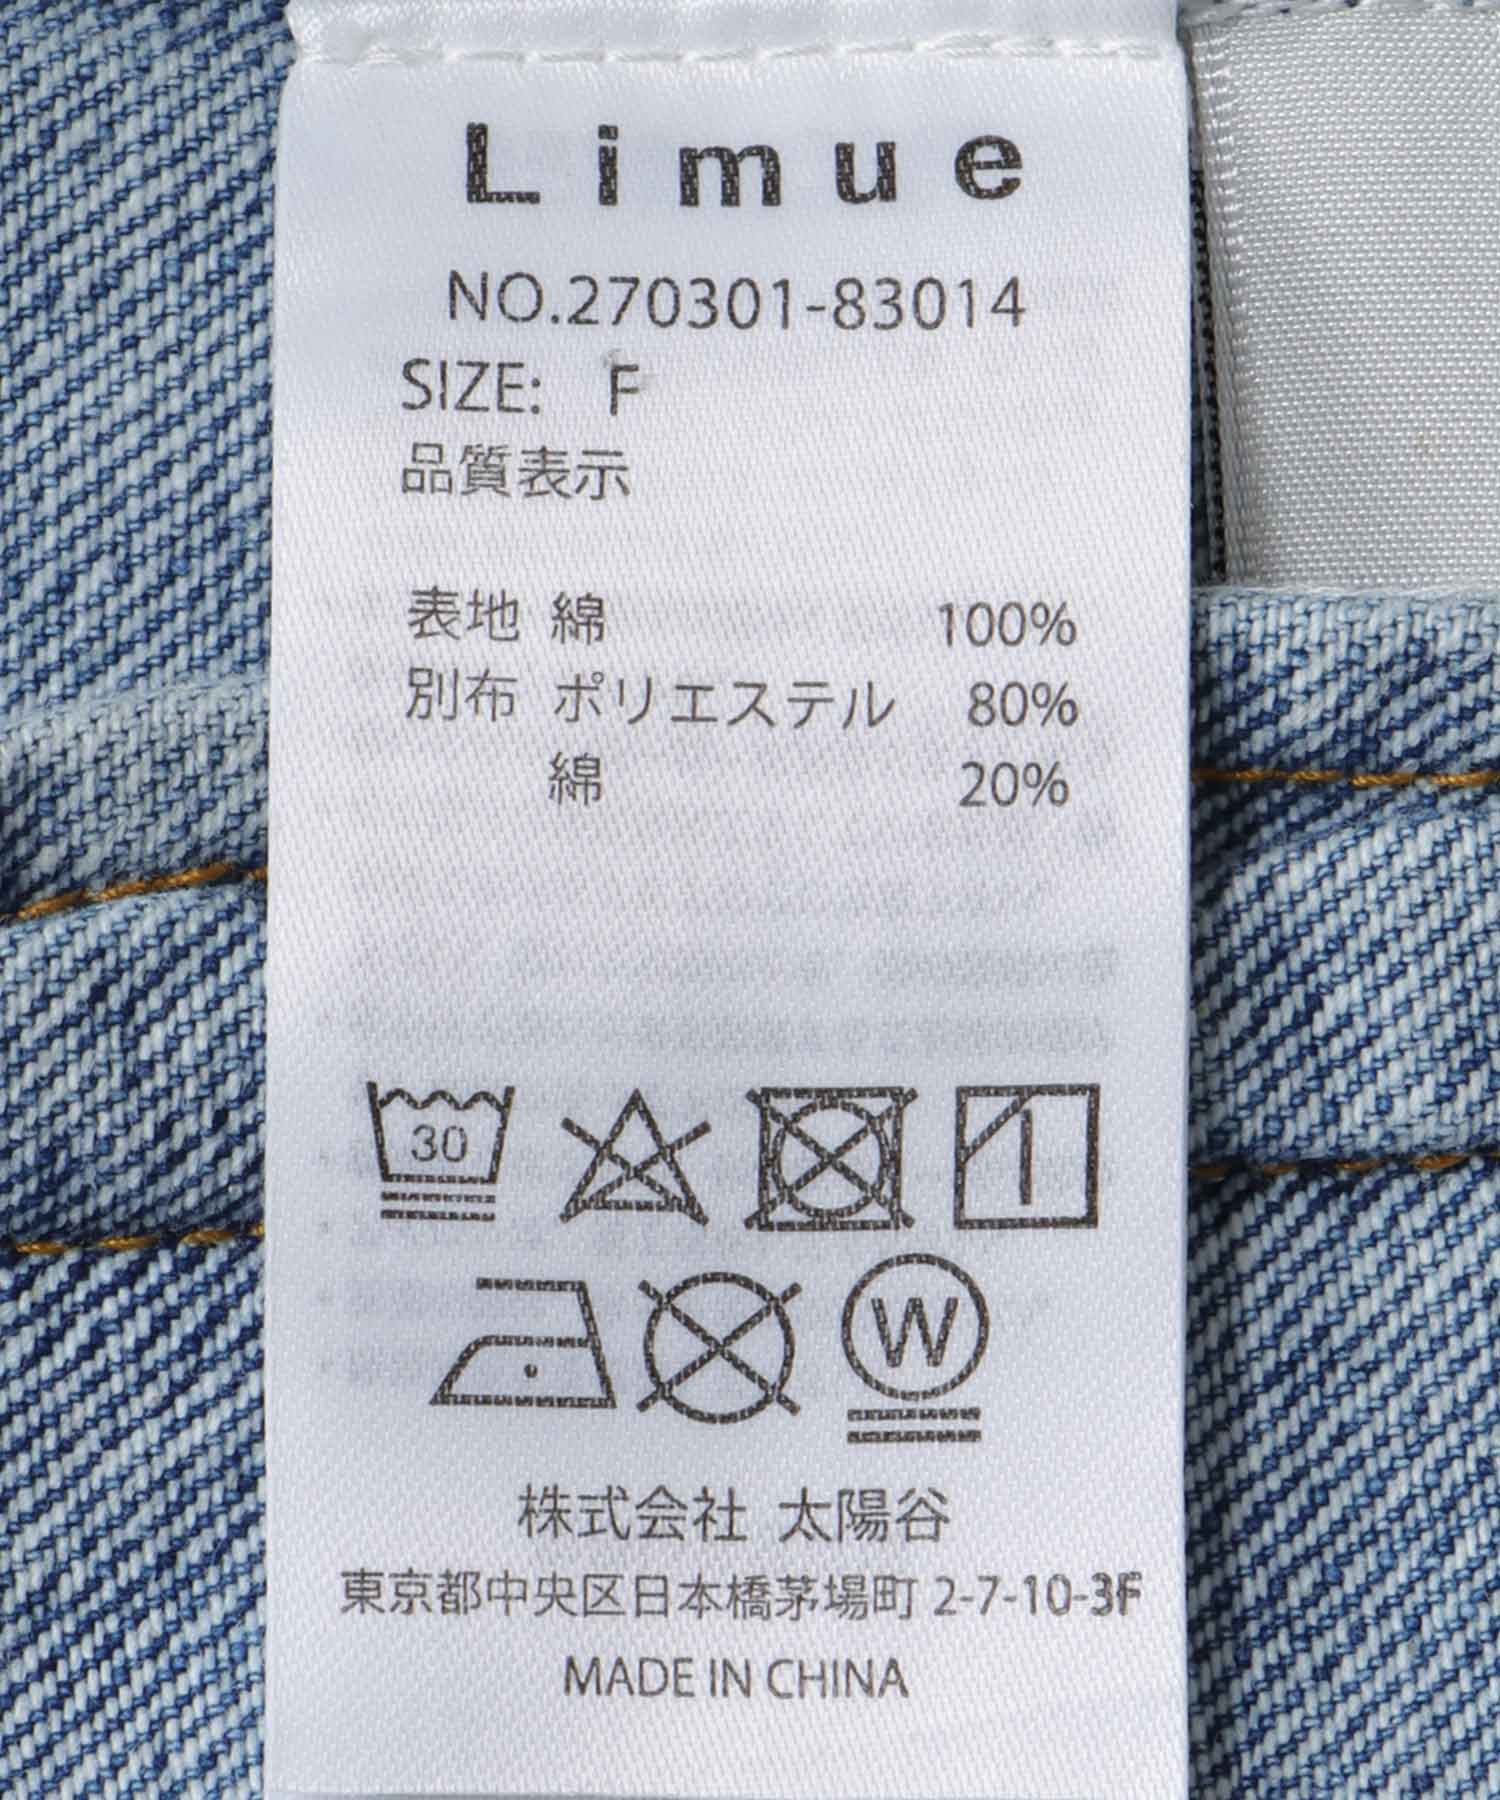 Limue
NO.270301-83014
SIZE: F
品質表示
表地 綿 100%
別布 ポリエステル 80%
綿 20%
30
W
株式会社 太陽谷
東京都中央区日本橋茅場町 2-7-10-3F
MADE IN CHINA